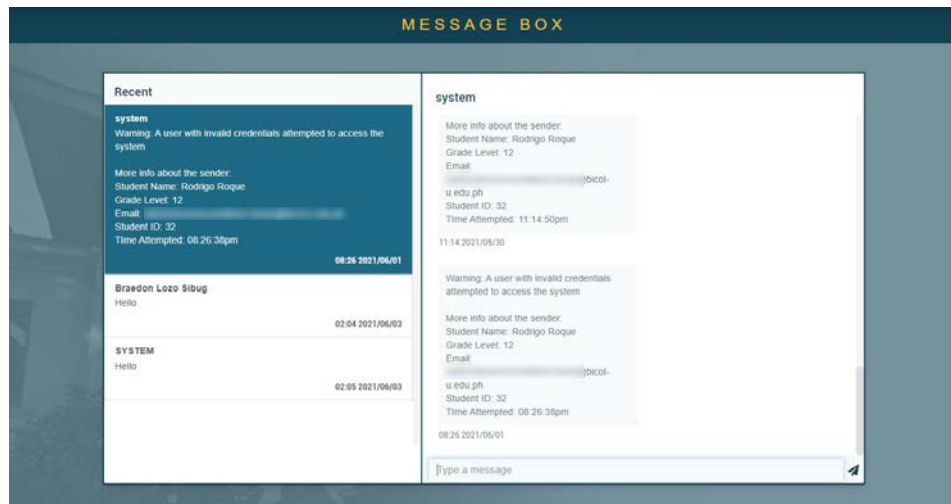 MESSAGE BOX
Recent
system
Warning: A user with invalid credentials attempted to access the
system
More info about the sender:
Student Name: Rodrigo Roque
Grade Level: 12
Email:
Student ID: 32
Time Attempted: 08:26:38pm
08:26 2021/06/01
Braedon Lozo Sibug
Hello
02:04 2021/06/03
SYSTEM
Hello
02:05 2021/06/03
system
More info about the sender:
Student Name: Rodrigo Roque
Grade Level: 12
Email:
bicol-
u.edu.ph
Student ID: 32
Time Attempted: 11:14:50pm
11:14 2021/05/30
Warning: A user with invalid credentials
attempted to access the system
More info about the sender:
Student Name: Rodrigo Roque
Grade Level: 12
Email:
bicol-
u.edu.ph
Student ID: 32
Time Attempted: 08:26:38pm
08:26 2021/06/01
Type a message